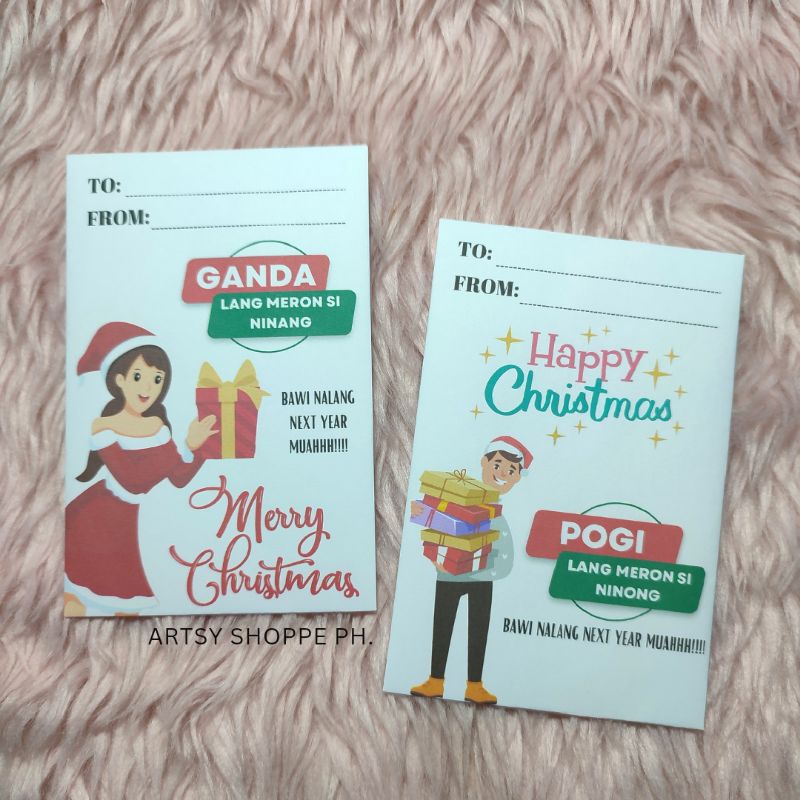 TO:
FROM:
GANDA
LANG MERON SI
NINANG
BAWI NALANG
NEXT YEAR
MUAHHH!!!!
Merry
Christmas
TO:
FROM:
Happy
Christmas
POGI
LANG MERON SI
NINONG
BAWI NALANG NEXT YEAR MUAHHH!!!!
ARTSY SHOPPE PH.